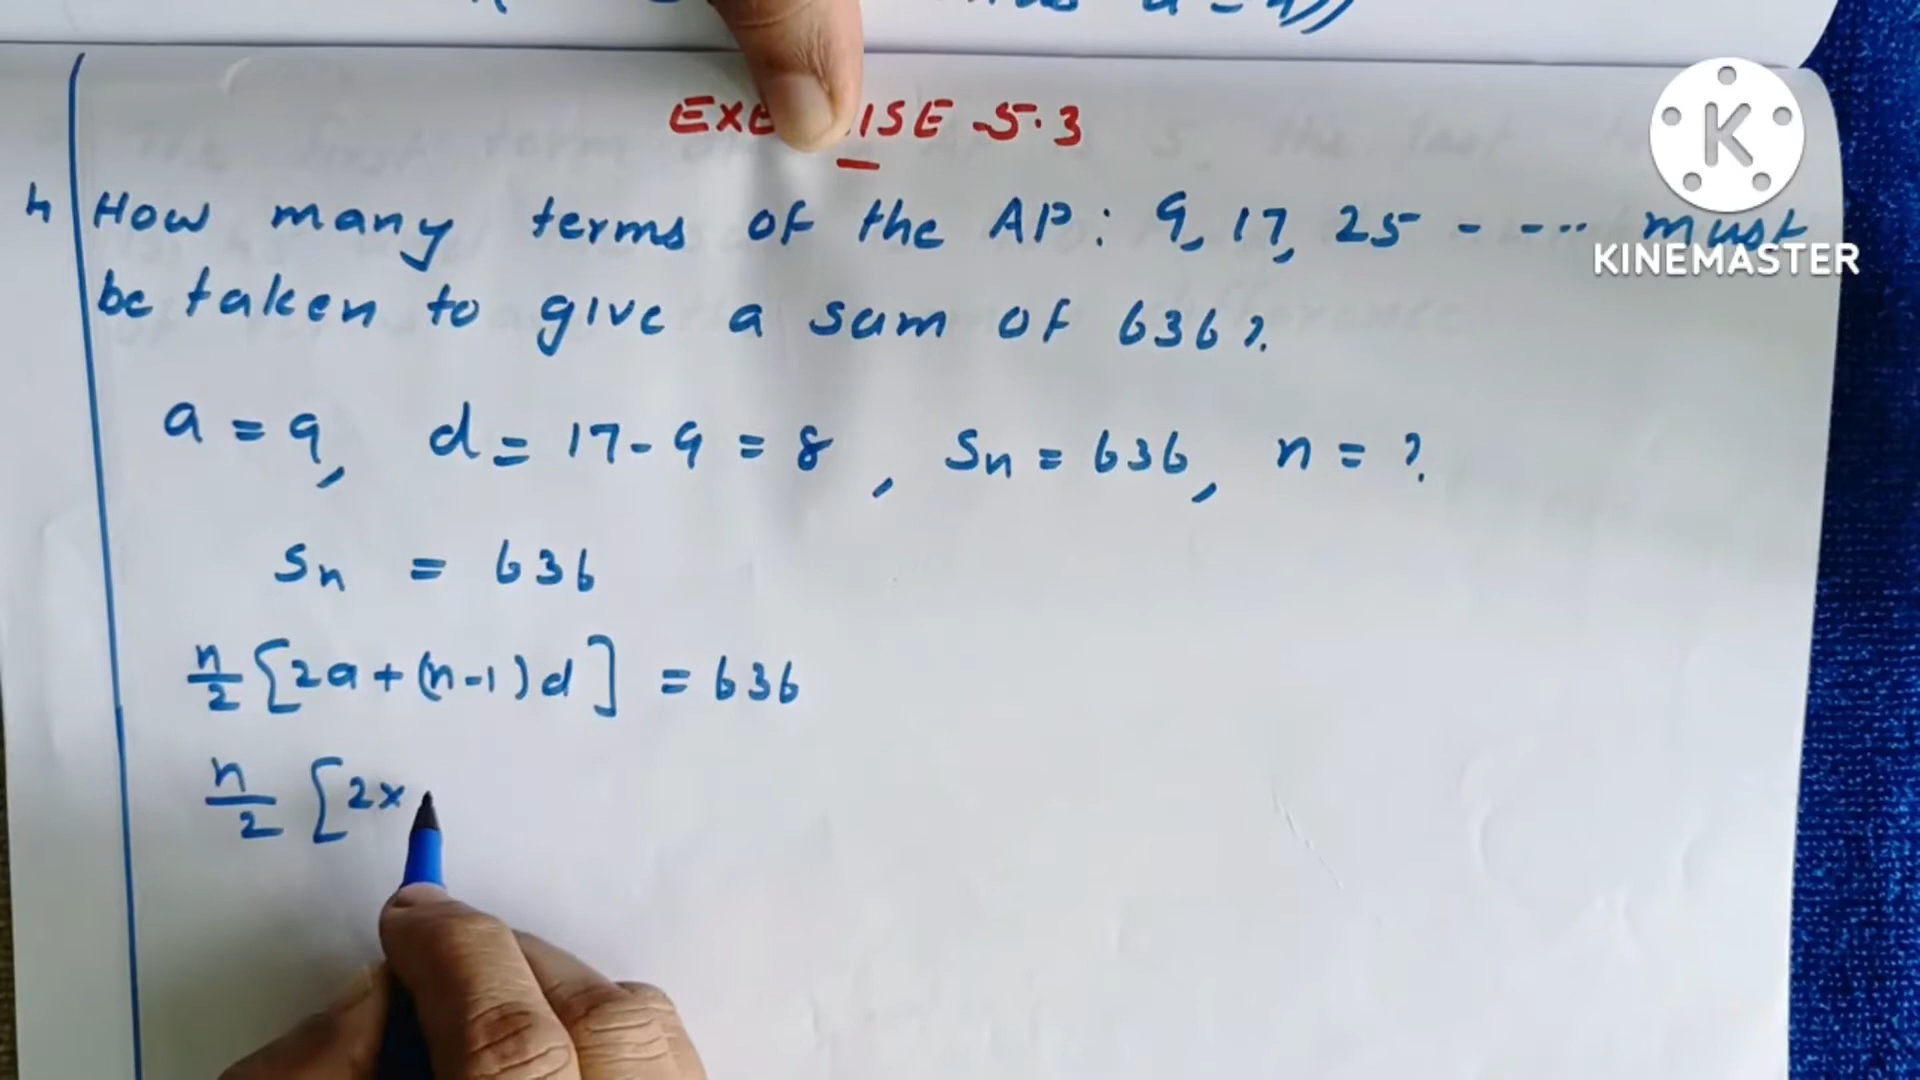 EXE ISE 5.3
4 How many terms of the AP: 9, 17, 25 - - ... must
be taken to give a sum of 636?
a = 9, d = 17-9 = 8, Sn = 636, n = ?
Sn = 636
n/2 [2a+(n-1)d] = 636
n/2 [2x
K
KINEMASTER